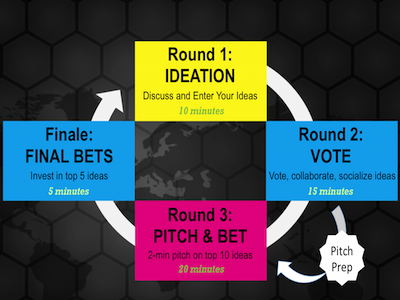 Round 1:
IDEATION
Discuss and Enter Your Ideas
10 minutes
Round 2:
VOTE
Vote, collaborate, socialize ideas
15 minutes
Pitch
Prep
Round 3:
PITCH & BET
2-min pitch on top 10 ideas
20 minutes
Finale:
FINAL BETS
Invest in top 5 ideas
5 minutes